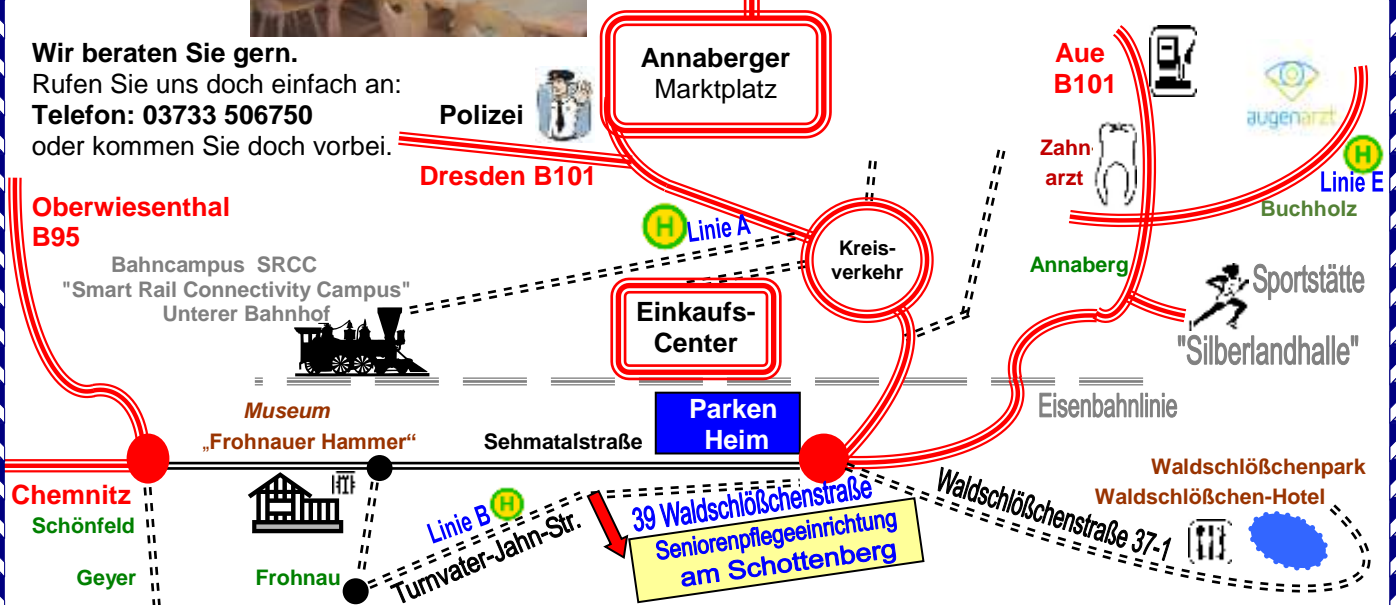 Wir beraten Sie gern.
Rufen Sie uns doch einfach an:
Telefon: 03733 506750
oder kommen Sie doch vorbei.
Polizei
Annaberger
Marktplatz
Aue
B101
augenarzt
Zahn
arzt
H
Linie E
Buchholz
Dresden B101
Oberwiesenthal
B95
H
Linie A
Kreis-
verkehr
Annaberg
Bahncampus SRCC
"Smart Rail Connectivity Campus"
Unterer Bahnhof
Einkaufs-
Center
Sportstätte
"Silberlandhalle"
Eisenbahnlinie
Museum
„Frohnauer Hammer“
Sehmatalstraße
Parken
Heim
Chemnitz
Schönfeld
Geyer
Frohnau
Linie B
H
Turnvater-Jahn-Str.
39 Waldschlößchenstraße
Seniorenpflegeeinrichtung
am Schottenberg
Waldschlößchenstraße 37-1
Waldschlößchenpark
Waldschlößchen-Hotel